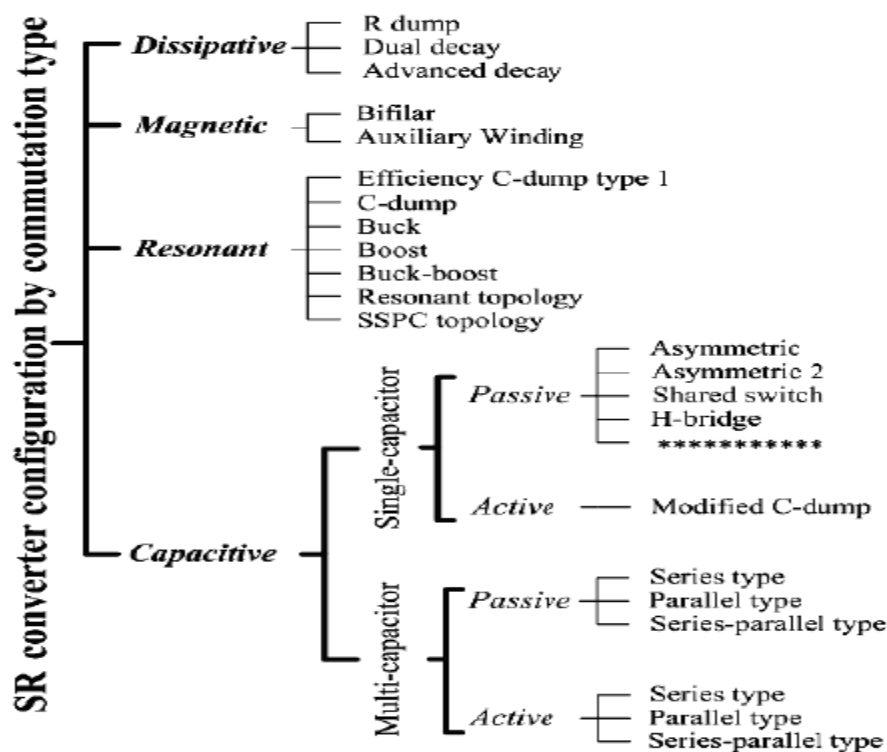 SR converter configuration by commutation type
Dissipative
R dump
Dual decay
Advanced decay
Magnetic
Bifilar
Auxiliary Winding
Resonant
Efficiency C-dump type 1
C-dump
Buck
Boost
Buck-boost
Resonant topology
SSPC topology
Capacitive
Single-capacitor
Passive
Asymmetric
Asymmetric 2
Shared switch
H-bridge
***********
Active
Modified C-dump
Multi-capacitor
Passive
Series type
Parallel type
Series-parallel type
Active
Series type
Parallel type
Series-parallel type